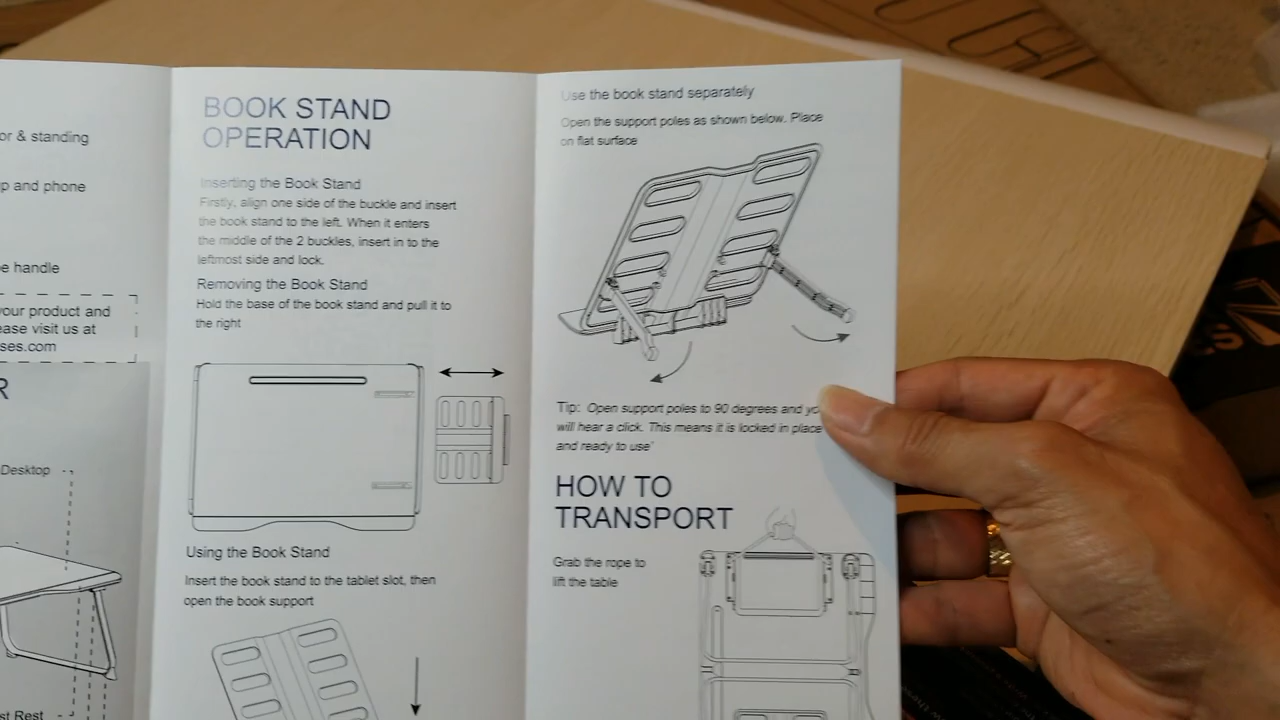 or & standing
p and phone
e handle
your product and
ease visit us at
ses.com
R
Desktop
st Rest
BOOK STAND
OPERATION
Inserting the Book Stand
Firstly, align one side of the buckle and insert
the book stand to the left. When it enters
the middle of the 2 buckles, insert in to the
leftmost side and lock.
Removing the Book Stand
Hold the base of the book stand and pull it to
the right
Using the Book Stand
Insert the book stand to the tablet slot, then
open the book support
Use the book stand separately
Open the support poles as shown below. Place
on flat surface
Tip: Open support poles to 90 degrees and yo
will hear a click. This means it is locked in place
and ready to use"
HOW TO
TRANSPORT
Grab the rope to
lift the table